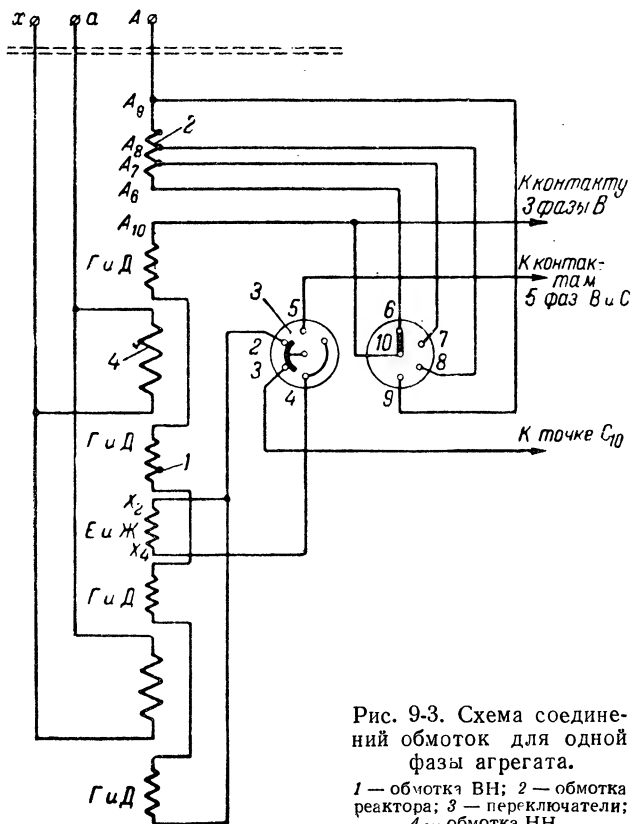 x a A
A₉
2
A₈
A₇
A₆
К контакту
3 фазы В
A₁₀
Г и Д
К контак-
там
5 фаз В и С
3 5 6
2 10 7
4
3 8
4 9
Г и Д
К точке C₁₀
1
X₂
Е и Ж
X₄
Г и Д
Г и Д
Рис. 9-3. Схема соедине-
ний обмоток для одной
фазы агрегата.
1 — обмотка ВН; 2 — обмотка
реактора; 3 — переключатели;
4 — обмотка НН